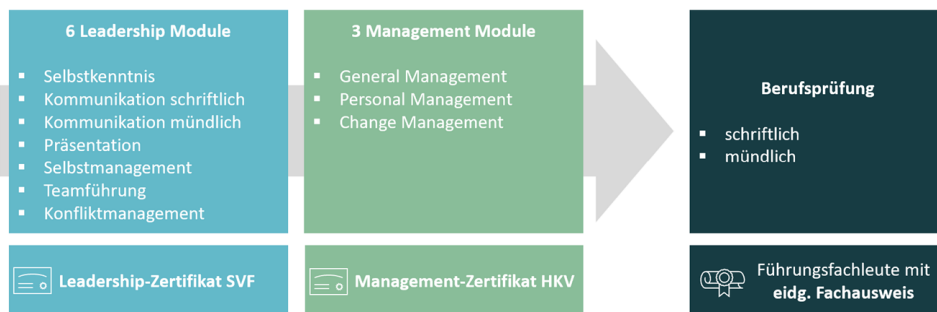 6 Leadership Module
▪ Selbstkenntnis
▪ Kommunikation schriftlich
▪ Kommunikation mündlich
▪ Präsentation
▪ Selbstmanagement
▪ Teamführung
▪ Konfliktmanagement
Leadership-Zertifikat SVF
3 Management Module
▪ General Management
▪ Personal Management
▪ Change Management
Management-Zertifikat HKV
Berufsprüfung
▪ schriftlich
▪ mündlich
Führungsfachleute mit
eidg. Fachausweis